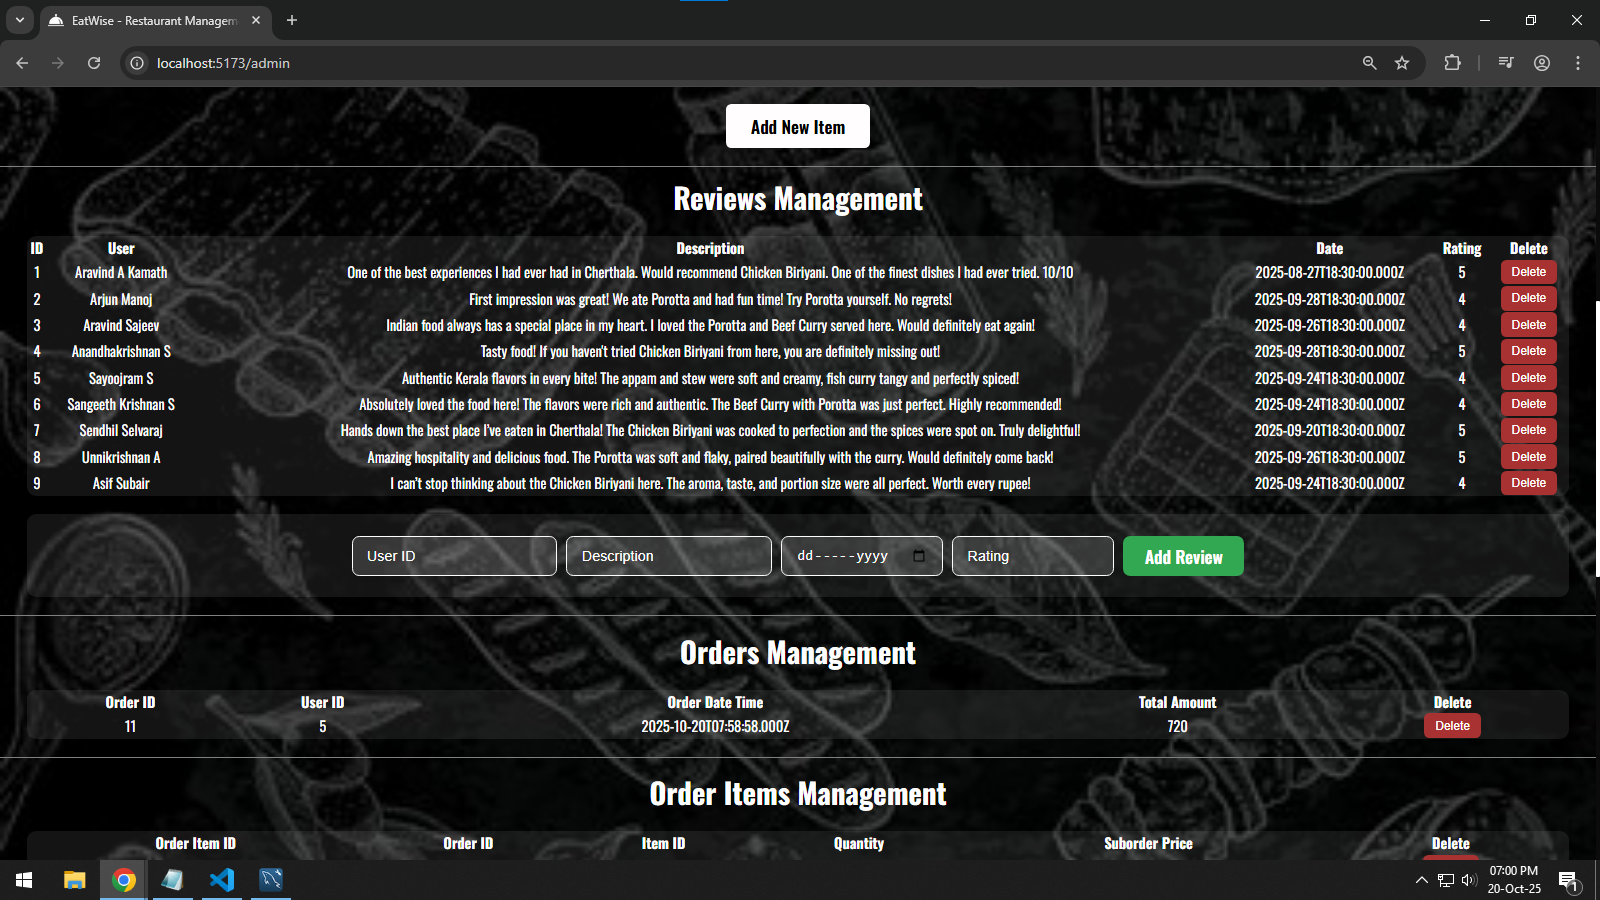 EatWise - Restaurant Managem
localhost:5173/admin
Add New Item
Reviews Management
ID User Description Date Rating Delete
1 Aravind A Kamath One of the best experiences I had ever had in Cherthala. Would recommend Chicken Biriyani. One of the finest dishes I had ever tried. 10/10 2025-08-27T18:30:00.000Z 5 Delete
2 Arjun Manoj First impression was great! We ate Porotta and had fun time! Try Porotta yourself. No regrets! 2025-09-28T18:30:00.000Z 4 Delete
3 Aravind Sajeev Indian food always has a special place in my heart. I loved the Porotta and Beef Curry served here. Would definitely eat again! 2025-09-26T18:30:00.000Z 4 Delete
4 Anandhakrishnan S Tasty food! If you haven't tried Chicken Biriyani from here, you are definitely missing out! 2025-09-28T18:30:00.000Z 5 Delete
5 Sayoojram S Authentic Kerala flavors in every bite! The appam and stew were soft and creamy, fish curry tangy and perfectly spiced! 2025-09-24T18:30:00.000Z 4 Delete
6 Sangeeth Krishnan S Absolutely loved the food here! The flavors were rich and authentic. The Beef Curry with Porotta was just perfect. Highly recommended! 2025-09-24T18:30:00.000Z 4 Delete
7 Sendhil Selvaraj Hands down the best place I've eaten in Cherthala! The Chicken Biriyani was cooked to perfection and the spices were spot on. Truly delightful! 2025-09-20T18:30:00.000Z 5 Delete
8 Unnikrishnan A Amazing hospitality and delicious food. The Porotta was soft and flaky, paired beautifully with the curry. Would definitely come back! 2025-09-26T18:30:00.000Z 5 Delete
9 Asif Subair I can't stop thinking about the Chicken Biriyani here. The aroma, taste, and portion size were all perfect. Worth every rupee! 2025-09-24T18:30:00.000Z 4 Delete
User ID Description dd-----yyyy Rating Add Review
Orders Management
Order ID User ID Order Date Time Total Amount Delete
11 5 2025-10-20T07:58:58.000Z 720 Delete
Order Items Management
Order Item ID Order ID Item ID Quantity Suborder Price Delete
07:00 PM
20-Oct-25
1